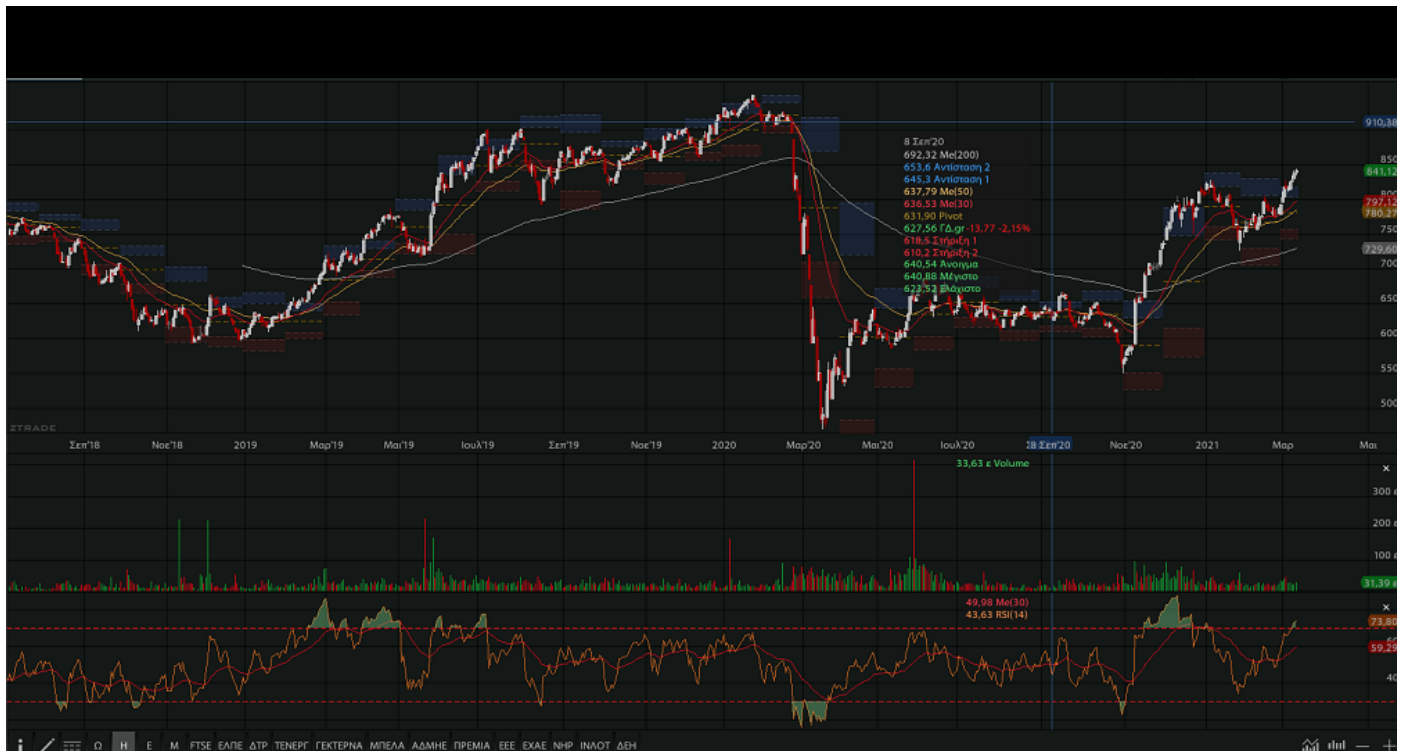 910,38
8 Σεπ'20
692,32 Me(200)
653,6 Αντίσταση 2
645,3 Αντίσταση 1
637,79 Me(50)
636,53 Me(30)
631,90 Pivot
627,56 ΓΔ.gr-13,77 -2,15%
618,5 Στήριξη 1
610,2 Στήριξη 2
640,54 Άνοιγμα
640,88 Μέγιστο
623,52 Ελάχιστο
850
841,12
800
797,12
780,27
750
729,60
700
650
600
550
500
ZTRADE
Σεπ'18 Νοε'18 2019 Μαρ'19 Μαι'19 Ιουλ'19 Σεπ'19 Νοε'19 2020 Μαρ'20 Μαι'20 Ιουλ'20 8 Σεπ'20 Νοε'20 2021 Μαρ Μαι
33,63 ε Volume
300 ε
200 ε
100 ε
31,39 ε
49,98 Me(30)
43,63 RSI(14)
73,80
60
59,29
40
Ω Η Ε Μ FTSE ΕΛΠΕ ΔΤΡ ΤΕΝΕΡΓ ΓΕΚΤΕΡΝΑ ΜΠΕΛΑ ΑΔΜΗΕ ΠΡΕΜΙΑ ΕΕΕ ΕΧΑΕ ΝΗΡ ΙΝΛΟΤ ΔΕΗ